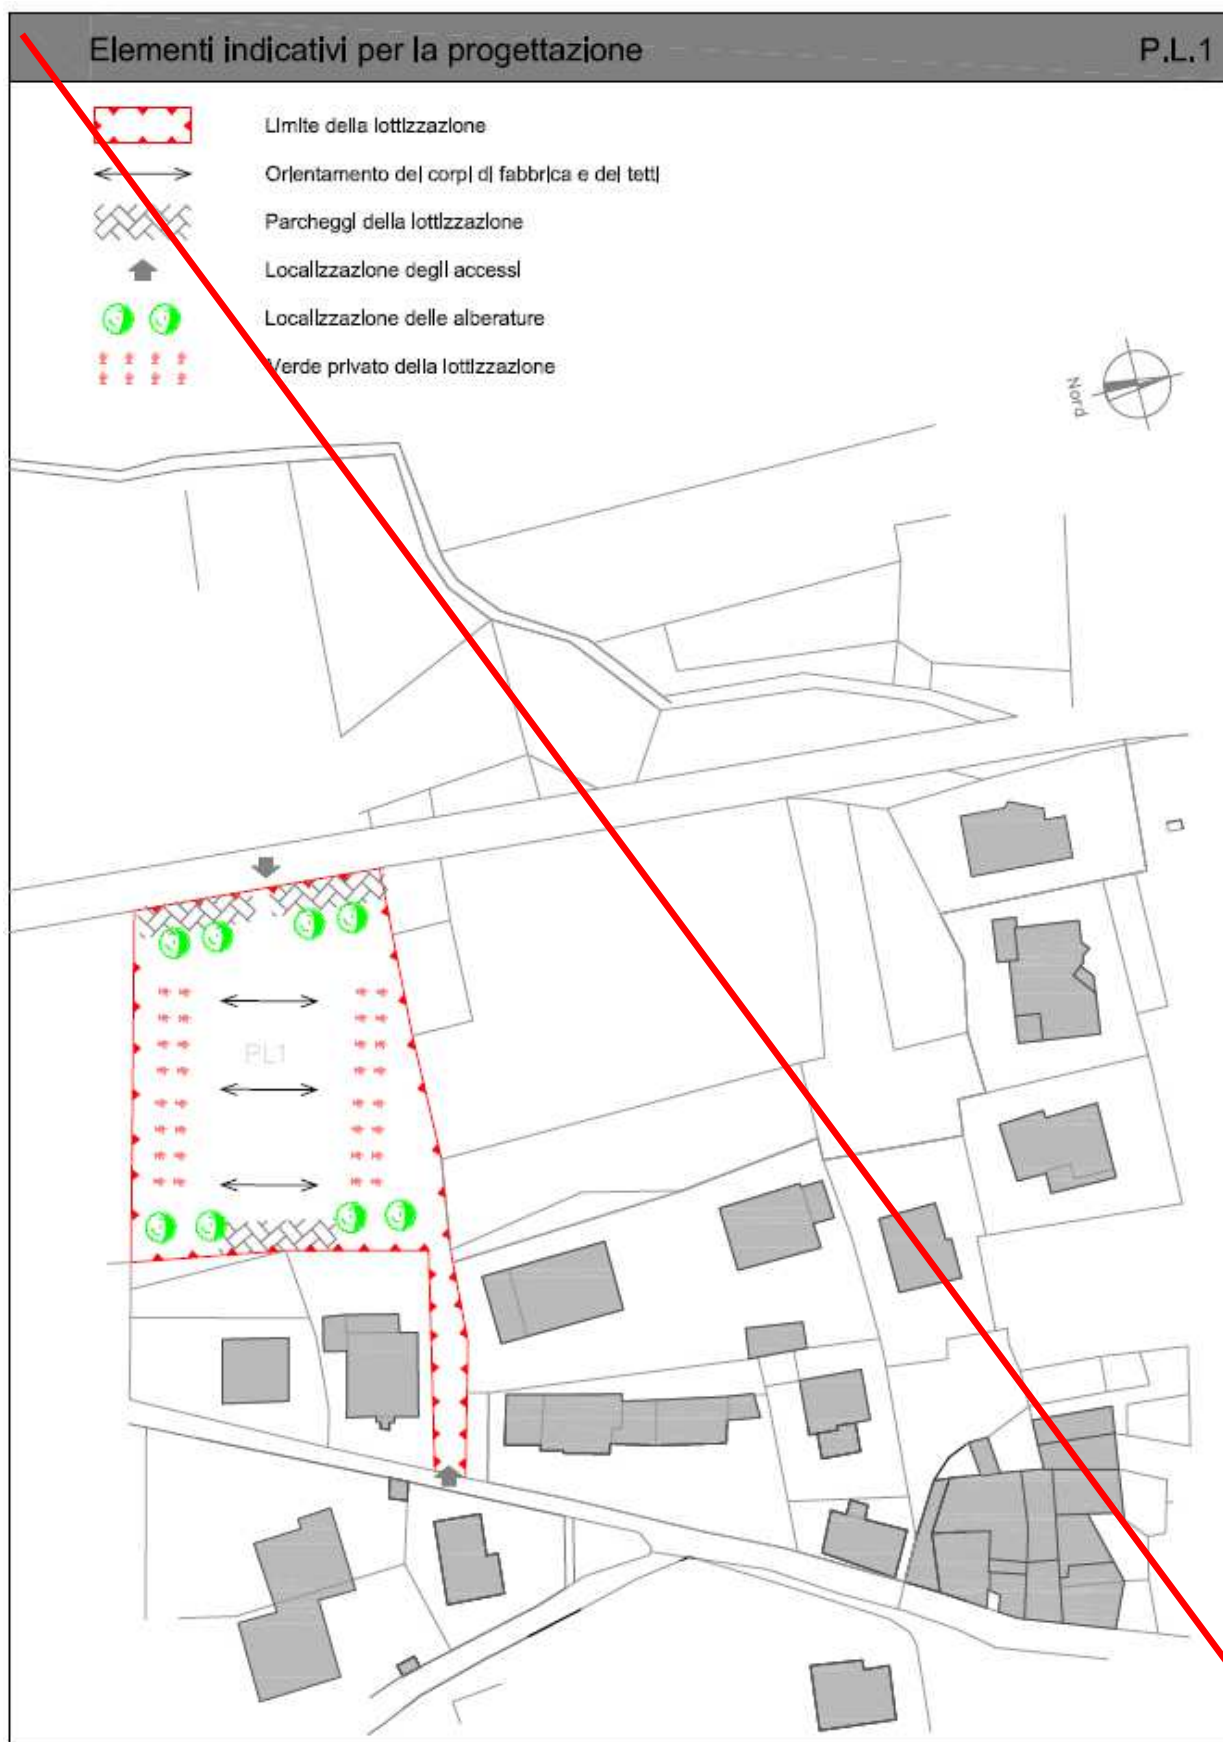 Elementi indicativi per la progettazione P.L.1
Limite della lottizzazione
Orientamento dei corpi di fabbrica e dei tetti
Parcheggi della lottizzazione
Localizzazione degli accessi
Localizzazione delle alberature
Verde privato della lottizzazione
Nord
PL1